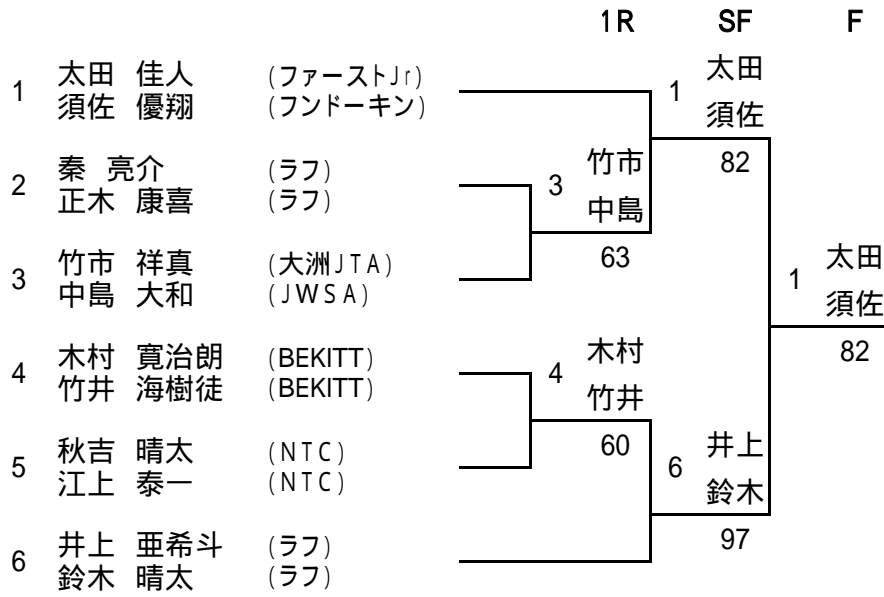 1R SF F
1 太田 佳人 (ファーストJr)
須佐 優翔 (フンドーキン)
2 秦 亮介 (ラフ)
正木 康喜 (ラフ)
3 竹市 祥真 (大洲JTA)
中島 大和 (JWSA)
4 木村 寛治朗 (BEKITT)
竹井 海樹徒 (BEKITT)
5 秋吉 晴太 (NTC)
江上 泰一 (NTC)
6 井上 亜希斗 (ラフ)
鈴木 晴太 (ラフ)
3 竹市
中島
63
4 木村
竹井
60
1 太田
須佐
82
6 井上
鈴木
97
1 太田
須佐
82